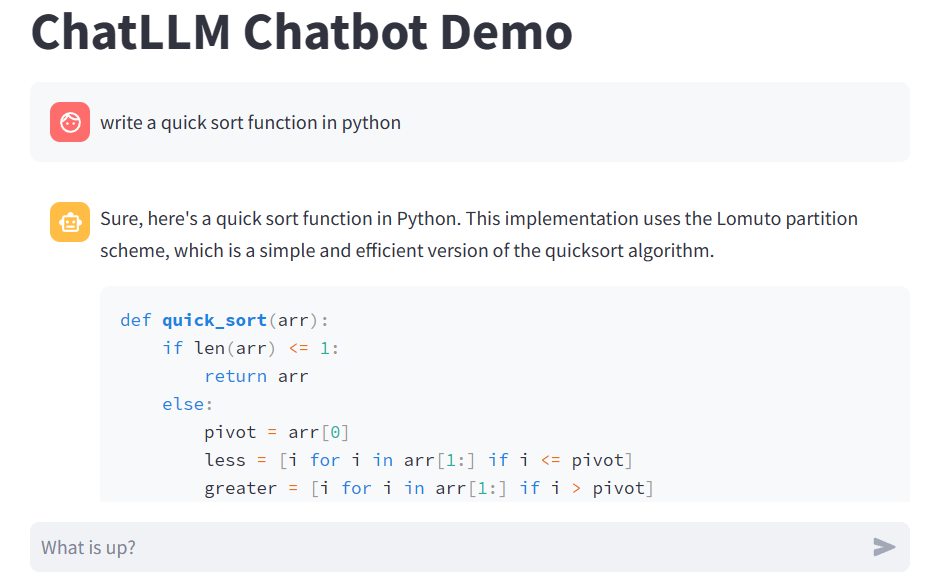 ChatLLM Chatbot Demo
write a quick sort function in python
Sure, here's a quick sort function in Python. This implementation uses the Lomuto partition
scheme, which is a simple and efficient version of the quicksort algorithm.
def quick_sort(arr):
    if len(arr) <= 1:
        return arr
    else:
        pivot = arr[0]
        less = [i for i in arr[1:] if i <= pivot]
        greater = [i for i in arr[1:] if i > pivot]
What is up?